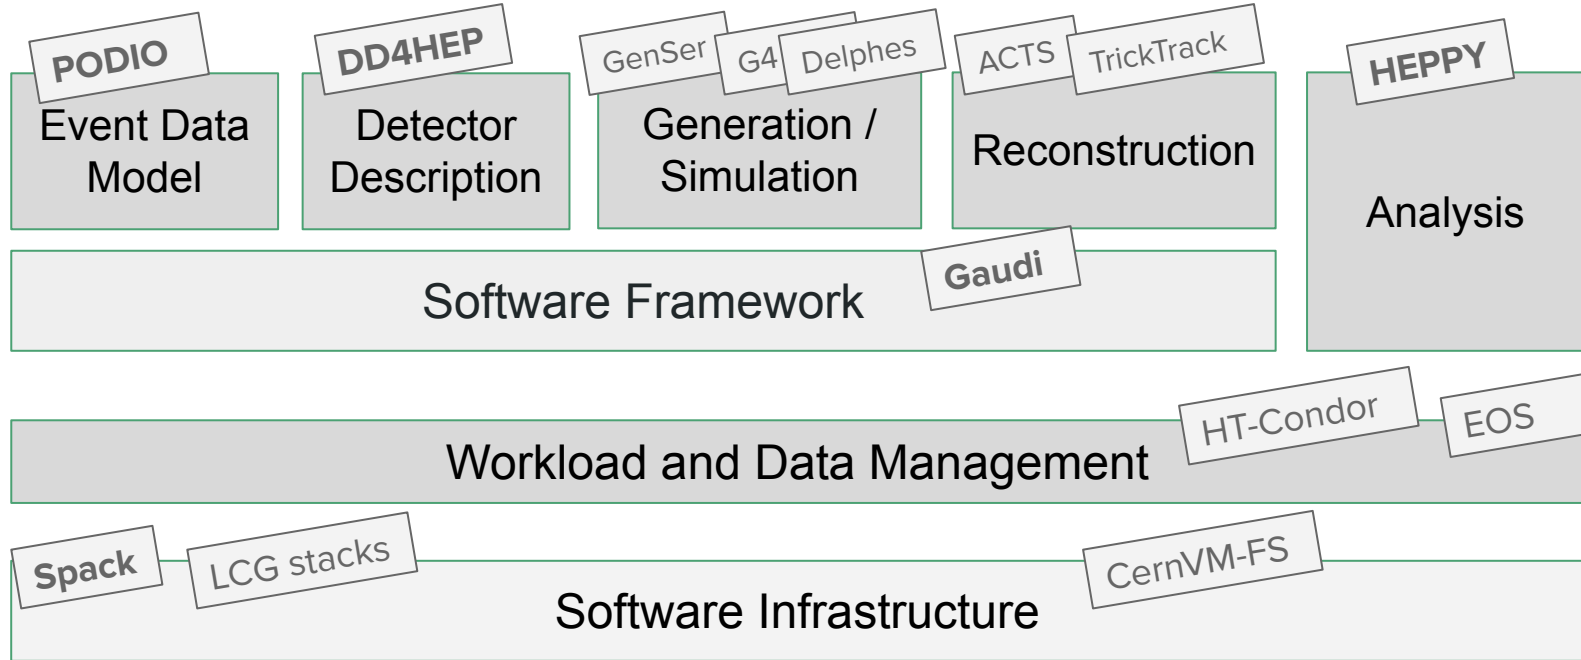 PODIO
DD4HEP
GenSer
G4
Delphes
ACTS
TrickTrack
HEPPY
Event Data
Model
Detector
Description
Generation /
Simulation
Reconstruction
Analysis
Gaudi
Software Framework
HT-Condor
EOS
Workload and Data Management
Spack
LCG stacks
CernVM-FS
Software Infrastructure